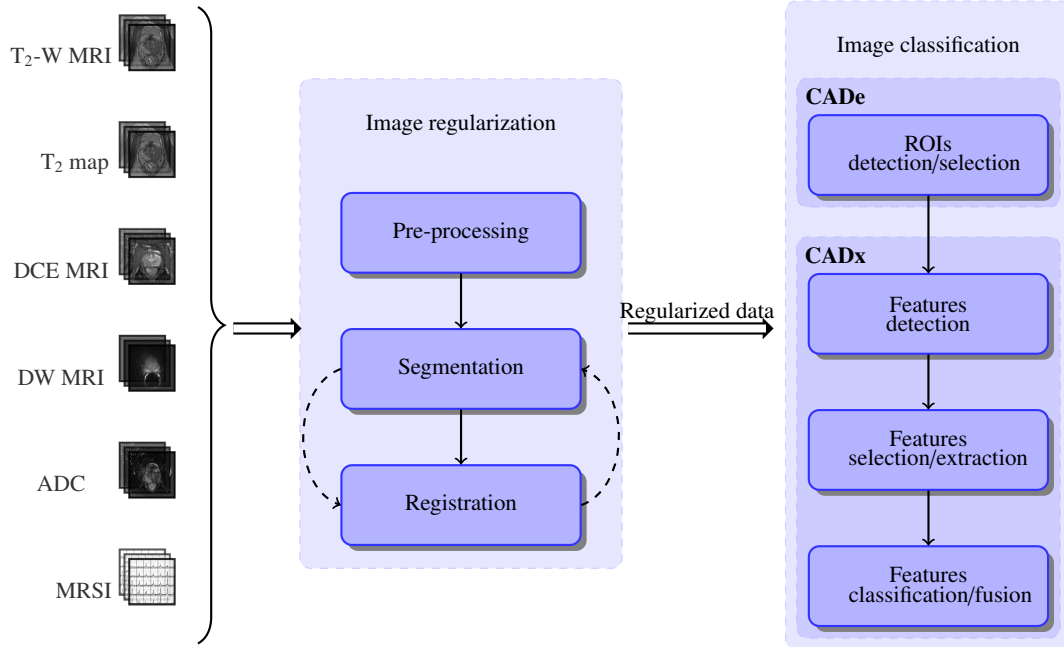 T₂-W MRI
T₂ map
DCE MRI
DW MRI
ADC
MRSI
Image regularization
Pre-processing
Segmentation
Registration
Regularized data
Image classification
CADe
ROIs
detection/selection
CADx
Features
detection
Features
selection/extraction
Features
classification/fusion